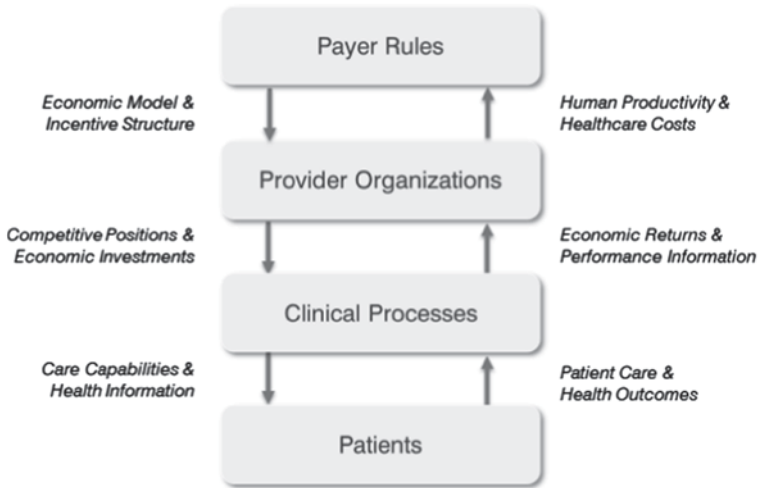 Payer Rules
Economic Model &
Incentive Structure
Human Productivity &
Healthcare Costs
Provider Organizations
Competitive Positions &
Economic Investments
Economic Returns &
Performance Information
Clinical Processes
Care Capabilities &
Health Information
Patient Care &
Health Outcomes
Patients